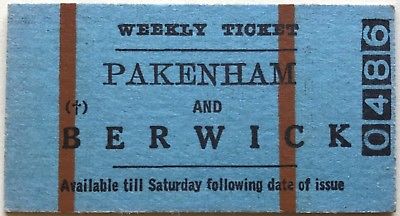 WEEKLY TICKET
PAKENHAM
(†) AND
BERWICK
Available till Saturday following date of issue
0486